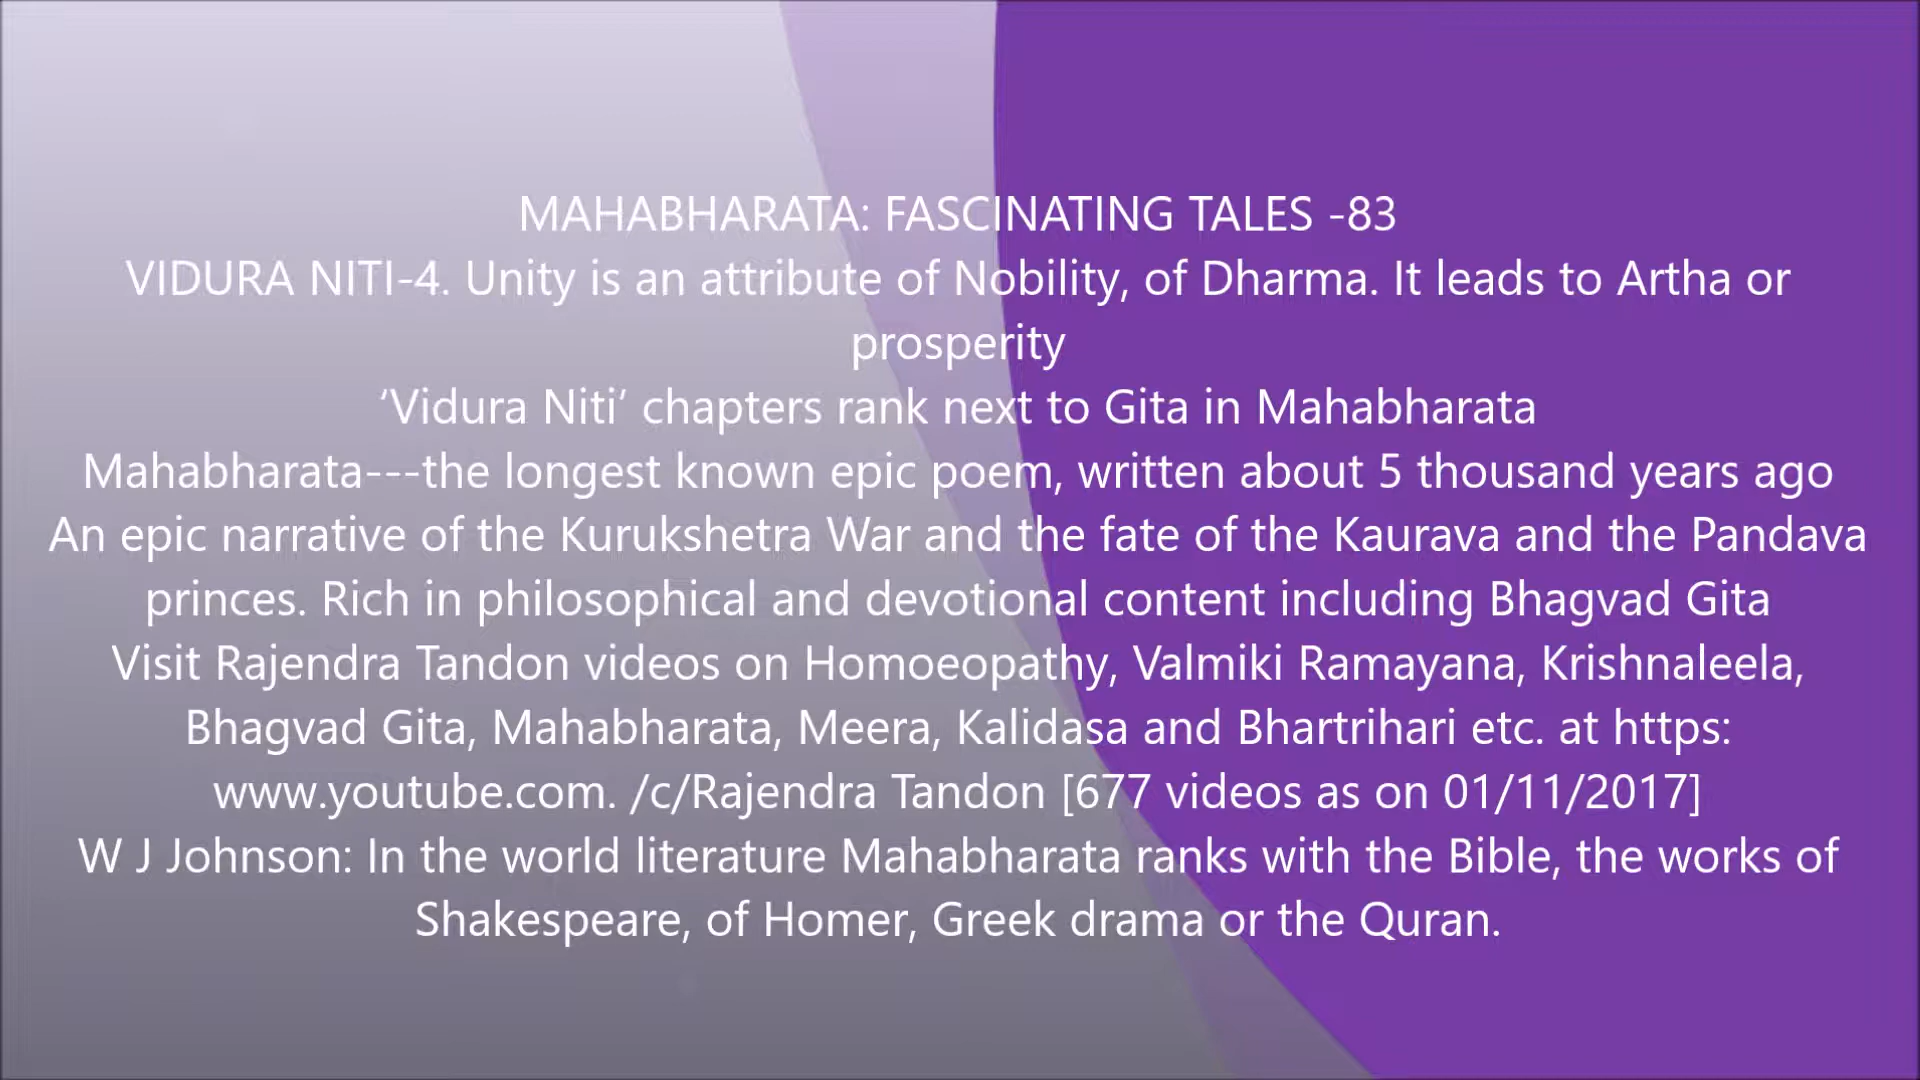 MAHABHARATA: FASCINATING TALES -83
VIDURA NITI-4. Unity is an attribute of Nobility, of Dharma. It leads to Artha or
prosperity
‘Vidura Niti’ chapters rank next to Gita in Mahabharata
Mahabharata---the longest known epic poem, written about 5 thousand years ago
An epic narrative of the Kurukshetra War and the fate of the Kaurava and the Pandava
princes. Rich in philosophical and devotional content including Bhagvad Gita
Visit Rajendra Tandon videos on Homoeopathy, Valmiki Ramayana, Krishnaleela,
Bhagvad Gita, Mahabharata, Meera, Kalidasa and Bhartrihari etc. at https:
www.youtube.com. /c/Rajendra Tandon [677 videos as on 01/11/2017]
W J Johnson: In the world literature Mahabharata ranks with the Bible, the works of
Shakespeare, of Homer, Greek drama or the Quran.